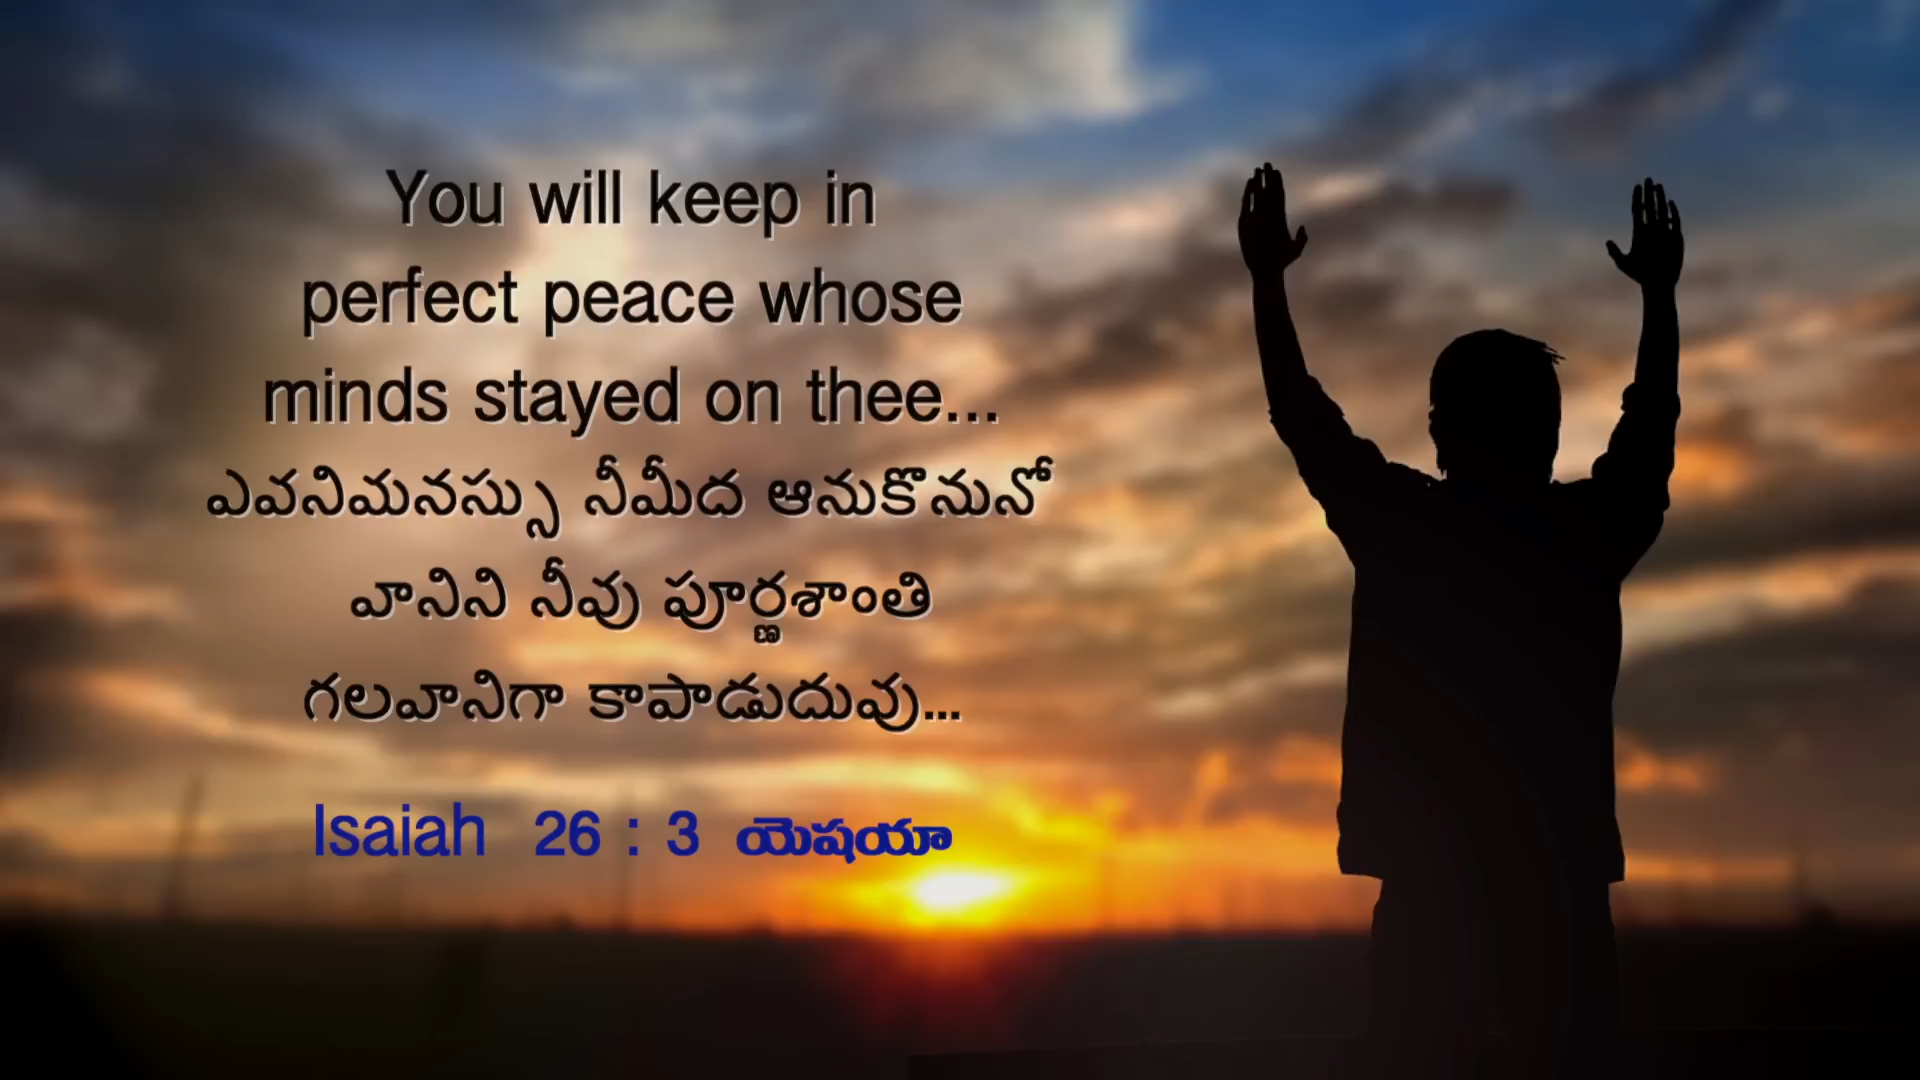 You will keep in
perfect peace whose
minds stayed on thee...
ఎవనిమనస్సు నీమీద ఆనుకొనునో
వానిని నీవు పూర్ణశాంతి
గలవానిగా కాపాడుదువు...
Isaiah 26 : 3 యెషయా